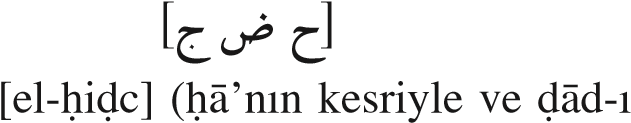 [ح ض ج]
[el-ḥiḍc] (ḥā’nın kesriyle ve ḍād-ı